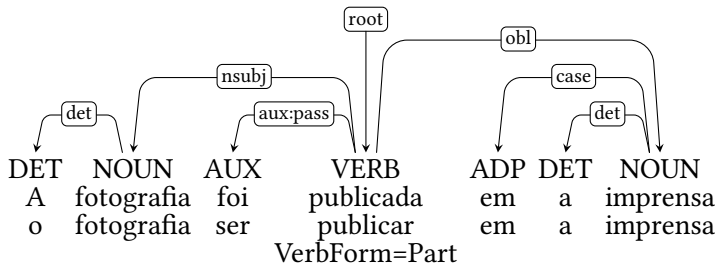 root
obl
nsubj
case
det
aux:pass
det
DET NOUN AUX VERB ADP DET NOUN
A fotografia foi publicada em a imprensa
o fotografia ser publicar em a imprensa
VerbForm=Part